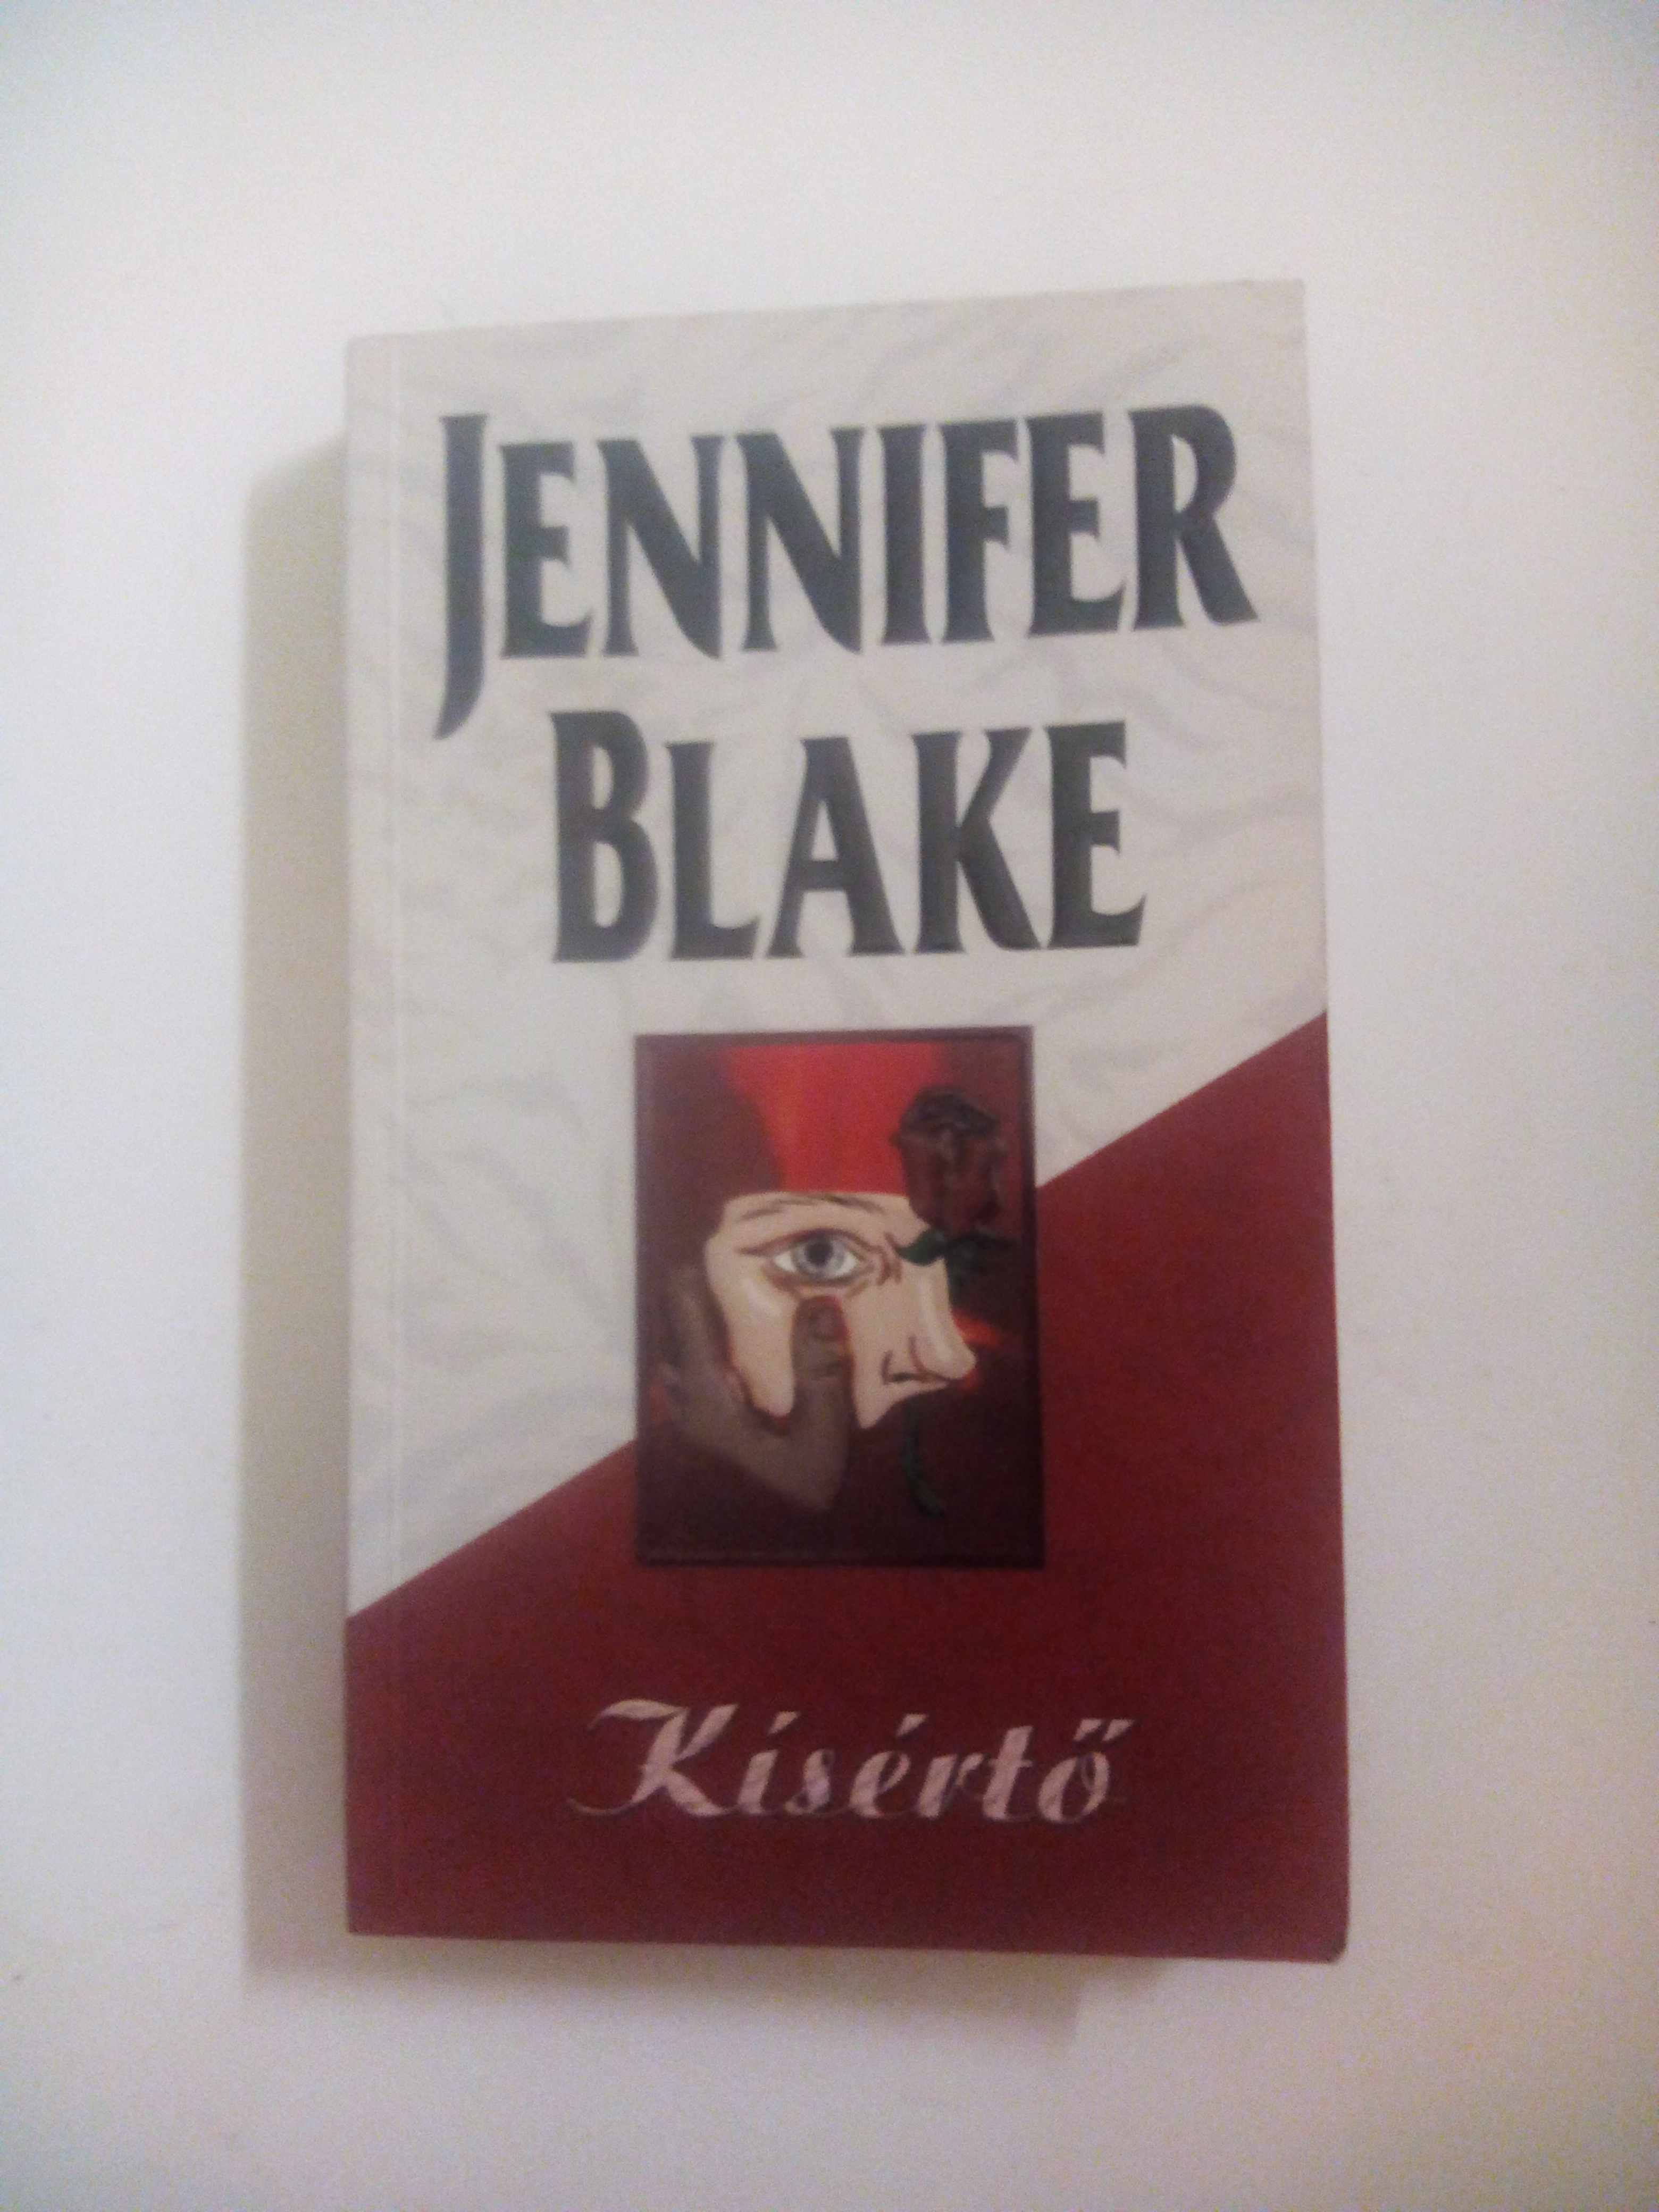 JENNIFER
BLAKE
Kísértő